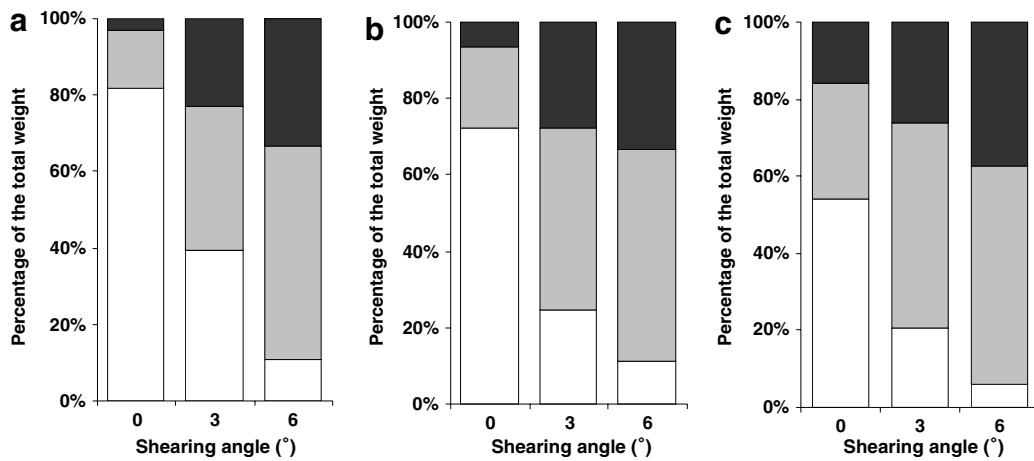 a
Percentage of the total weight
100%
80%
60%
40%
20%
0%
0 3 6
Shearing angle (˚)
b
Percentage of the total weight
100%
80%
60%
40%
20%
0%
0 3 6
Shearing angle (˚)
c
Percentage of the total weight
100%
80%
60%
40%
20%
0%
0 3 6
Shearing angle (˚)